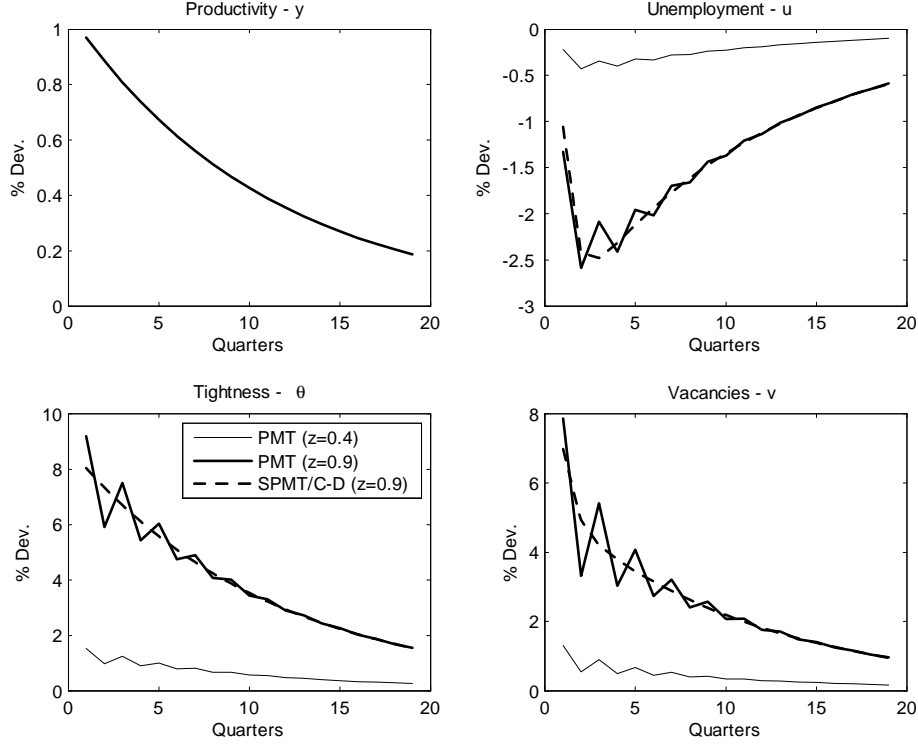 Productivity - y
% Dev.
1
0.8
0.6
0.4
0.2
0
0 5 10 15 20
Quarters
Unemployment - u
% Dev.
0
-0.5
-1
-1.5
-2
-2.5
-3
0 5 10 15 20
Quarters
Tightness - θ
% Dev.
10
8
6
4
2
0
PMT (z=0.4)
PMT (z=0.9)
SPMT/C-D (z=0.9)
0 5 10 15 20
Quarters
Vacancies - v
% Dev.
8
6
4
2
0
0 5 10 15 20
Quarters